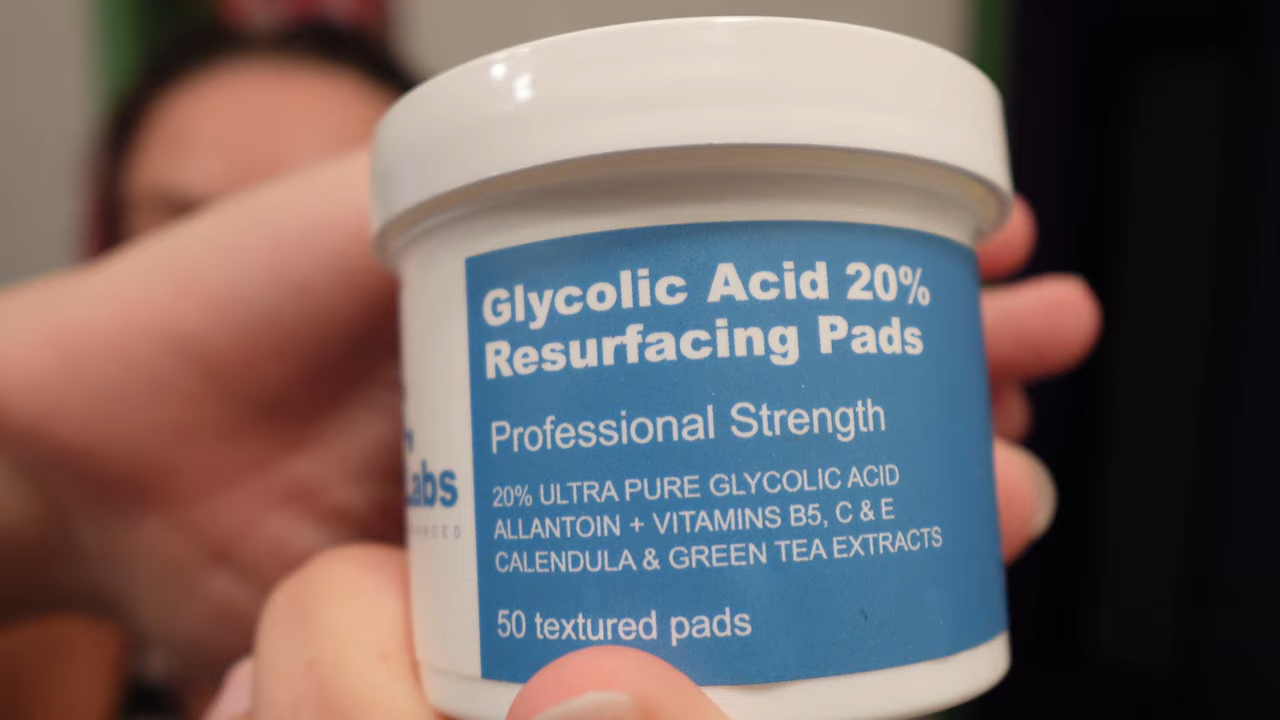 Glycolic Acid 20%
Resurfacing Pads
Professional Strength
20% ULTRA PURE GLYCOLIC ACID
ALLANTOIN + VITAMINS B5, C & E
CALENDULA & GREEN TEA EXTRACTS
50 textured pads